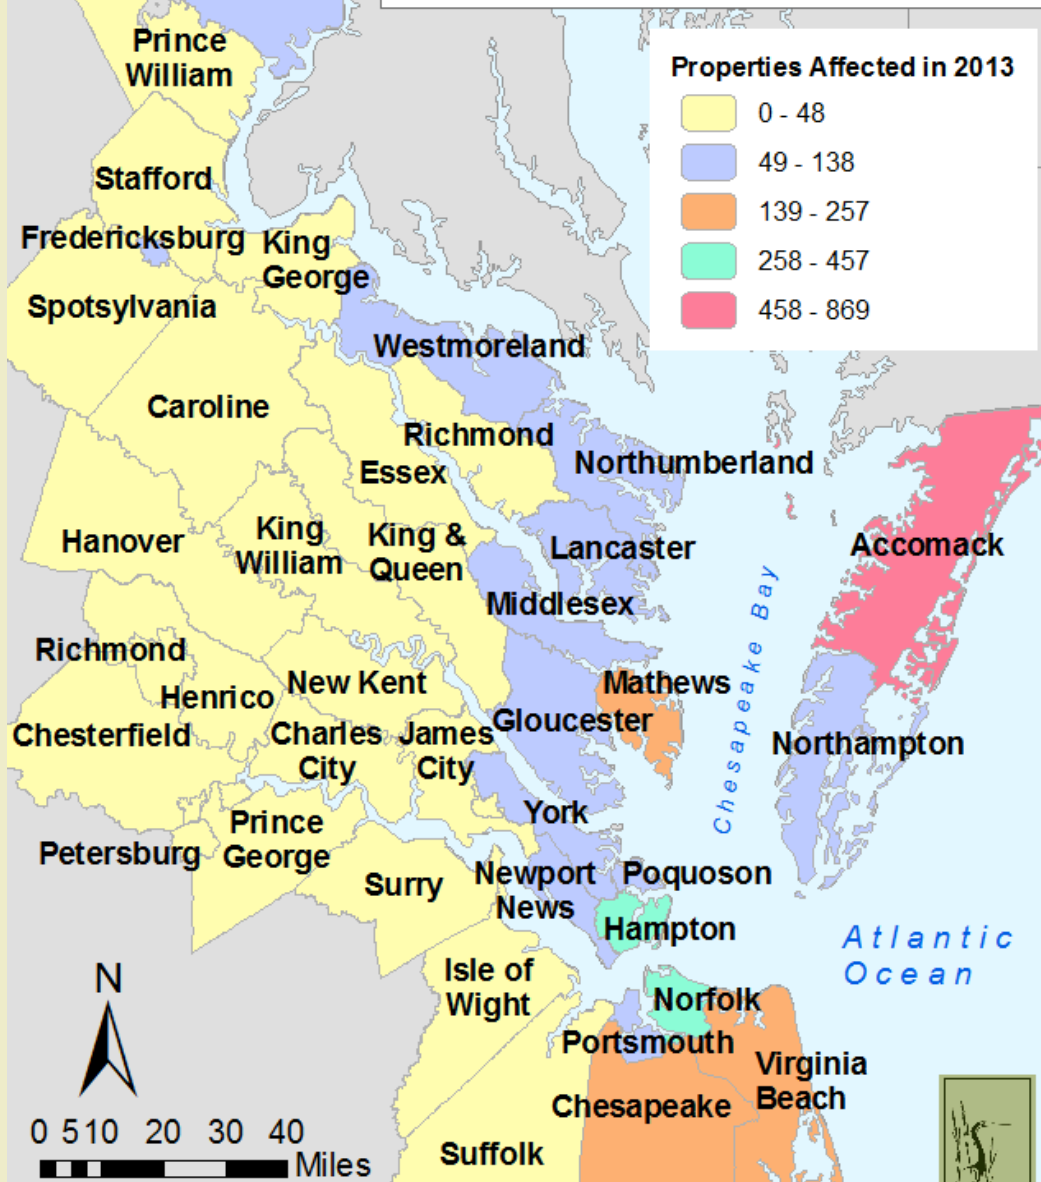 Prince
William
Properties Affected in 2013
0 - 48
49 - 138
139 - 257
258 - 457
458 - 869
Stafford
Fredericksburg
King
George
Spotsylvania
Westmoreland
Caroline
Richmond
Essex
Northumberland
Hanover
King
William
King &
Queen
Lancaster
Accomack
Middlesex
Chesapeake Bay
Richmond
Henrico
New Kent
Mathews
Gloucester
Chesterfield
Charles
City
James
City
Northampton
York
Prince
George
Petersburg
Surry
Newport
News
Poquoson
Hampton
Atlantic
Ocean
N
Isle of
Wight
Norfolk
Portsmouth
Virginia
Beach
Chesapeake
0 5 10 20 30 40
Miles
Suffolk